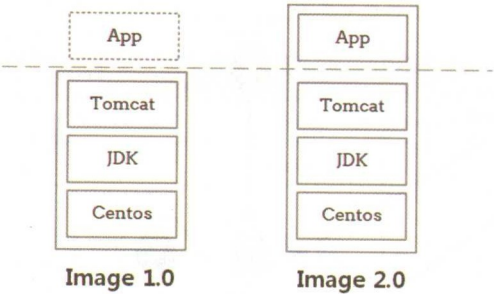 App
App
Tomcat
Tomcat
JDK
JDK
Centos
Centos
Image 1.0
Image 2.0